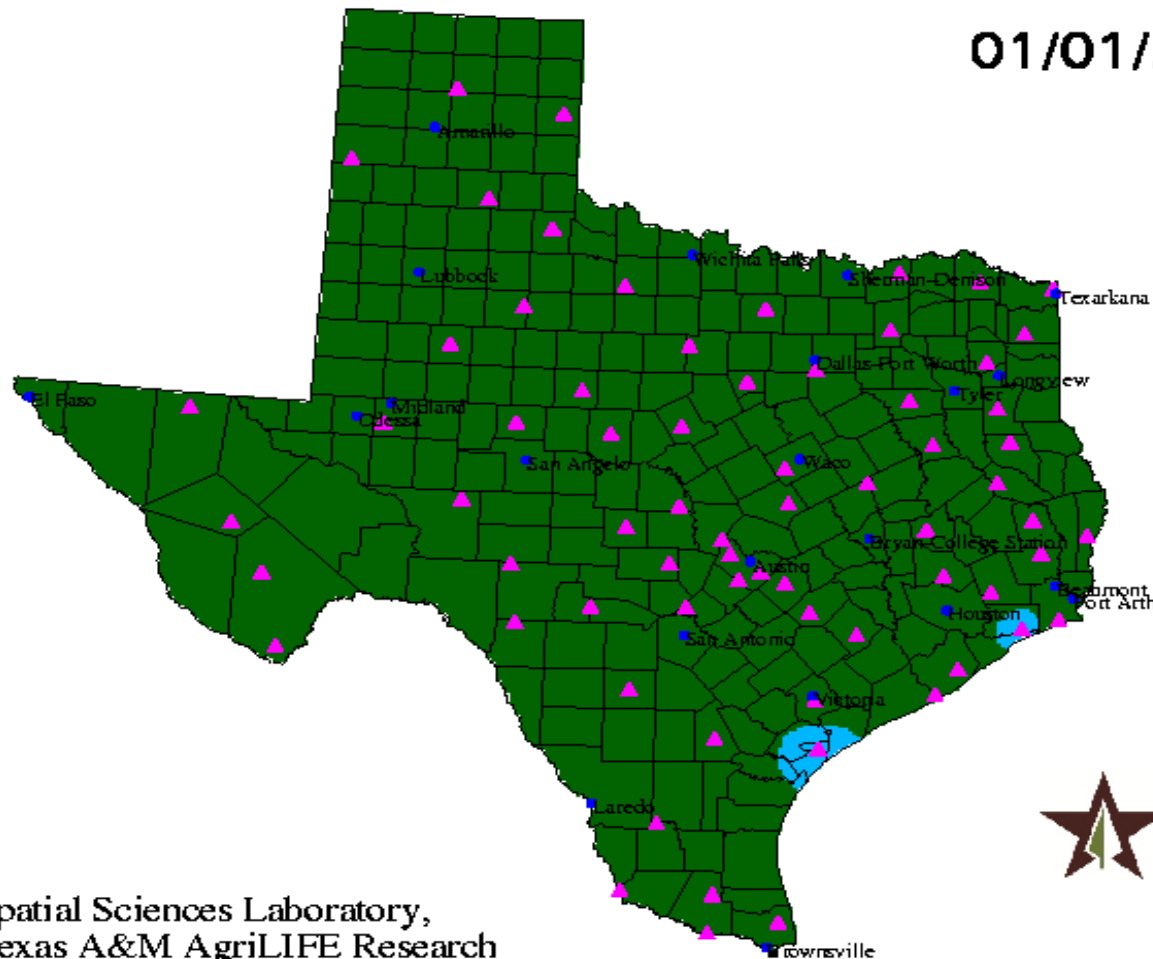 01/01/
Amarillo
Wichita Falls
Lubbock
Sherman-Denison
Texarkana
Dallas-Fort Worth
Longview
Tyler
El Paso
Midland
Odessa
San Angelo
Waco
Bryan-College Station
Austin
Beaumont
Port Arth
Houston
San Antonio
Victoria
Laredo
patial Sciences Laboratory,
exas A&M AgriLIFE Research
Brownsville